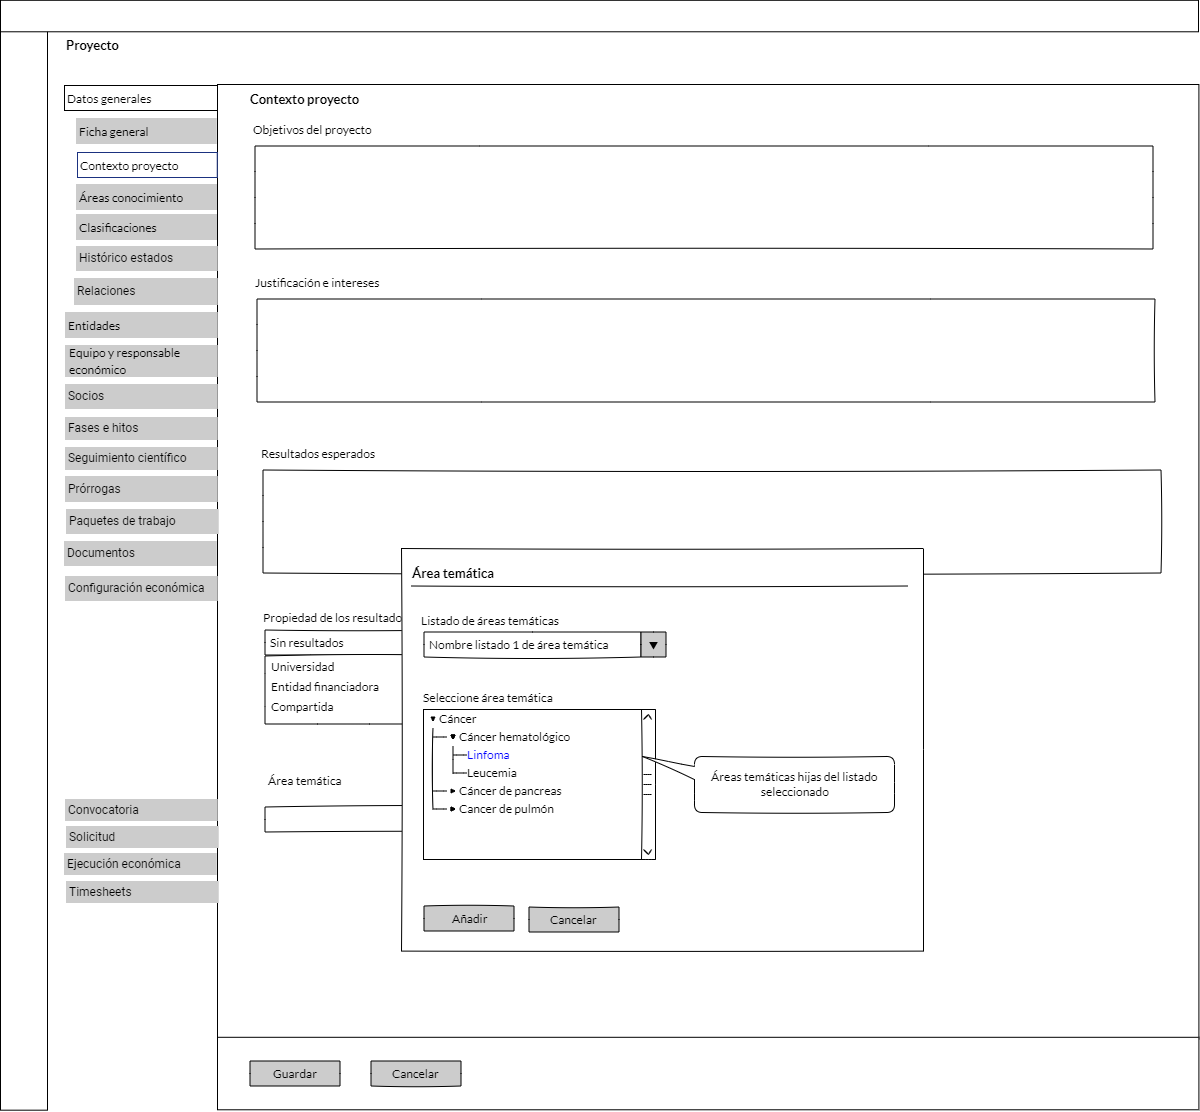 Proyecto
Datos generales
Ficha general
Contexto proyecto
Áreas conocimiento
Clasificaciones
Histórico estados
Relaciones
Entidades
Equipo y responsable
económico
Socios
Fases e hitos
Seguimiento científico
Prórrogas
Paquetes de trabajo
Documentos
Configuración económica
Convocatoria
Solicitud
Ejecución económica
Timesheets
Contexto proyecto
Objetivos del proyecto
Justificación e intereses
Resultados esperados
Propiedad de los resultado
Sin resultados
Universidad
Entidad financiadora
Compartida
Área temática
Área temática
Listado de áreas temáticas
Nombre listado 1 de área temática
Seleccione área temática
Cáncer
Cáncer hematológico
Linfoma
Leucemia
Cáncer de pancreas
Cancer de pulmón
Áreas temáticas hijas del listado
seleccionado
Añadir
Cancelar
Guardar
Cancelar